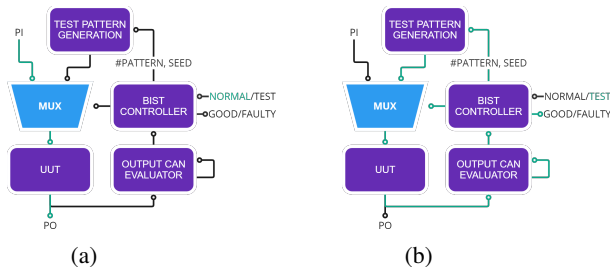 TEST PATTERN
GENERATION
PI
#PATTERN, SEED
MUX
BIST
CONTROLLER
NORMAL/TEST
GOOD/FAULTY
UUT
OUTPUT CAN
EVALUATOR
PO
(a)
TEST PATTERN
GENERATION
PI
#PATTERN, SEED
MUX
BIST
CONTROLLER
NORMAL/TEST
GOOD/FAULTY
UUT
OUTPUT CAN
EVALUATOR
PO
(b)